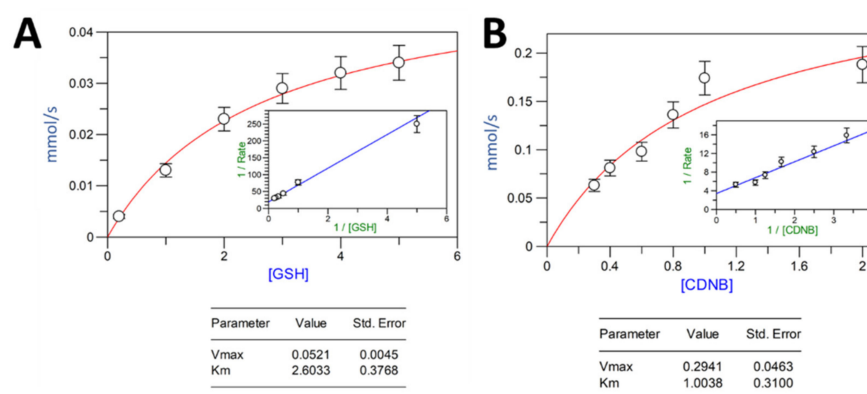 A
0.04
0.03
0.02
0.01
0
mmol/s
0
2
4
6
[GSH]
290
250
200
150
100
50
0
1 / Rate
0
2
4
6
1 / [GSH]
Parameter Value Std. Error
Vmax 0.0521 0.0045
Km 2.6033 0.3768
B
0.2
0.15
0.1
0.05
0
mmol/s
0
0.4
0.8
1.2
1.6
2
[CDNB]
16
12
8
4
0
1 / Rate
0
1
2
3
1 / [CDNB]
Parameter Value Std. Error
Vmax 0.2941 0.0463
Km 1.0038 0.3100